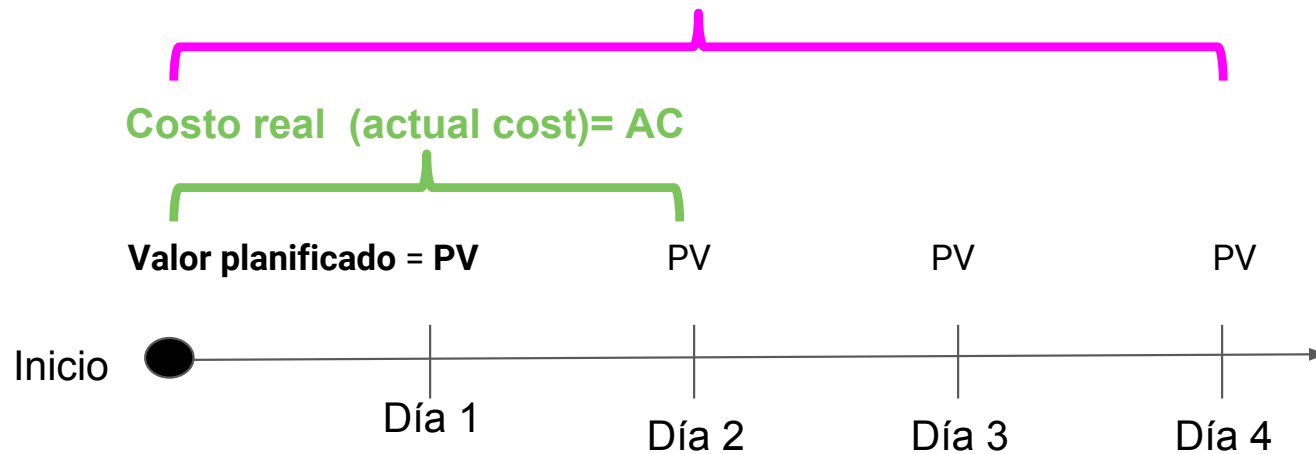 Costo real (actual cost)= AC
Valor planificado = PV PV PV PV
Inicio
Día 1 Día 2 Día 3 Día 4